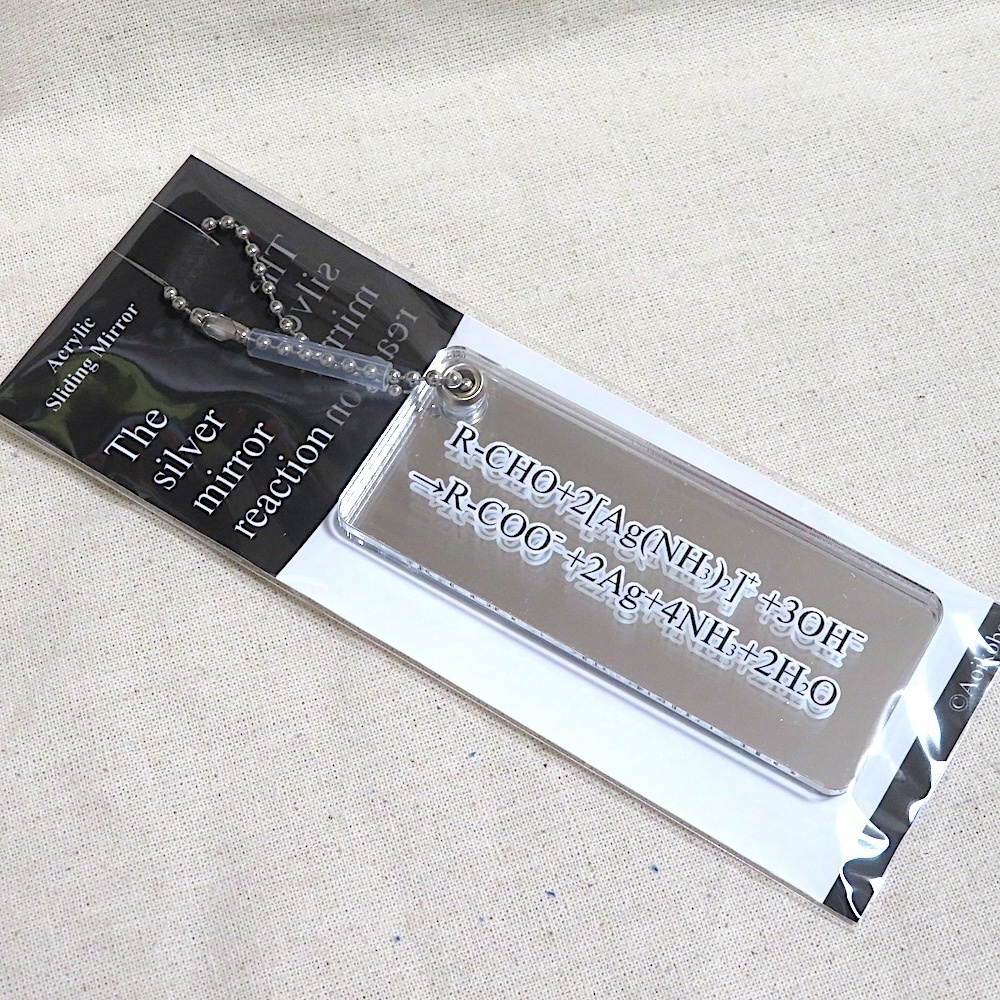 Acrylic
Sliding Mirror
The
silver
mirror
reaction
R-CHO+2[Ag(NH₃)₂]⁺+3OH⁻
→R-COO⁻+2Ag+4NH₃+2H₂O